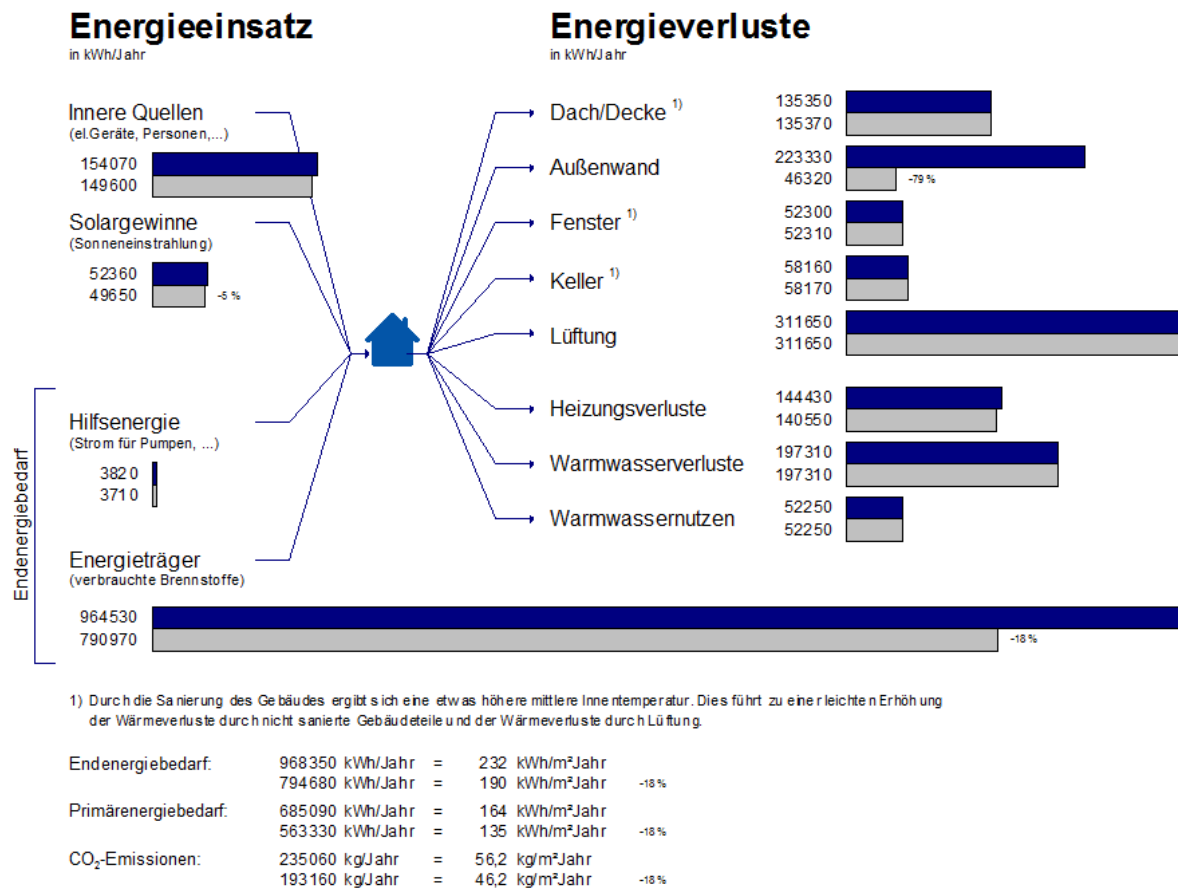 Energieeinsatz
in kWh/Jahr
Innere Quellen
(el.Geräte, Personen,...)
154070
149600
Solargewinne
(Sonneneinstrahlung)
52360
49650 -5 %
Endenergiebedarf
Hilfsenergie
(Strom für Pumpen, ...)
3820
3710
Energieträger
(verbrauchte Brennstoffe)
964530
790970 -18 %
Energieverluste
in kWh/Jahr
Dach/Decke 1)
135350
135370
Außenwand
223330
46320 -79 %
Fenster 1)
52300
52310
Keller 1)
58160
58170
Lüftung
311650
311650
Heizungsverluste
144430
140550
Warmwasserverluste
197310
197310
Warmwassernutzen
52250
52250
1) Durch die Sanierung des Gebäudes ergibt sich eine etwas höhere mittlere Innentemperatur. Dies führt zu einer leichten Erhöhung
der Wärmeverluste durch nicht sanierte Gebäudeteile und der Wärmeverluste durch Lüftung.
Endenergiebedarf: 968350 kWh/Jahr = 232 kWh/m²Jahr
794680 kWh/Jahr = 190 kWh/m²Jahr -18 %
Primärenergiebedarf: 685090 kWh/Jahr = 164 kWh/m²Jahr
563330 kWh/Jahr = 135 kWh/m²Jahr -18 %
CO₂-Emissionen: 235060 kg/Jahr = 56,2 kg/m²Jahr
193160 kg/Jahr = 46,2 kg/m²Jahr -18 %